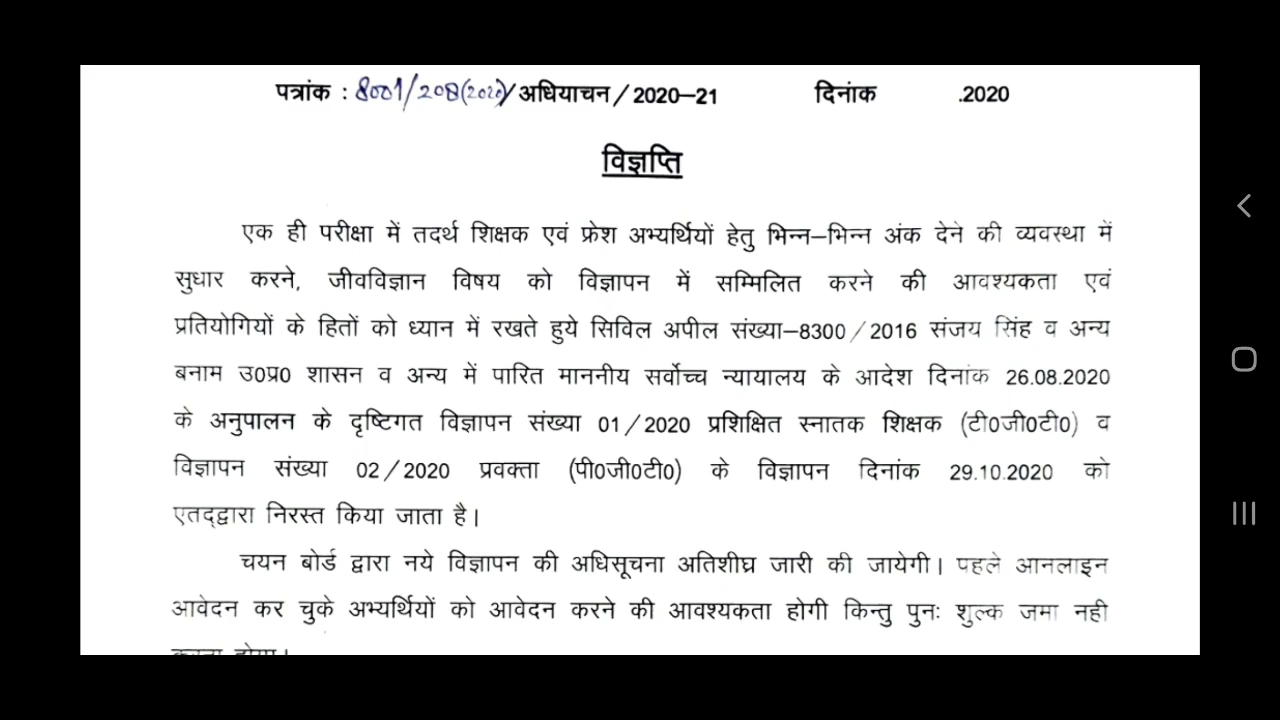 पत्रांक : 8001/208(2020)/अधियाचन/2020–21 दिनांक .2020
विज्ञप्ति
एक ही परीक्षा में तदर्थ शिक्षक एवं फ्रेश अभ्यर्थियों हेतु भिन्न–भिन्न अंक देने की व्यवस्था में
सुधार करने, जीवविज्ञान विषय को विज्ञापन में सम्मिलित करने की आवश्यकता एवं
प्रतियोगियों के हितों को ध्यान में रखते हुये सिविल अपील संख्या–8300/2016 संजय सिंह व अन्य
बनाम उ0प्र0 शासन व अन्य में पारित माननीय सर्वोच्च न्यायालय के आदेश दिनांक 26.08.2020
के अनुपालन के दृष्टिगत विज्ञापन संख्या 01/2020 प्रशिक्षित स्नातक शिक्षक (टी0जी0टी0) व
विज्ञापन संख्या 02/2020 प्रवक्ता (पी0जी0टी0) के विज्ञापन दिनांक 29.10.2020 को
एतद्द्वारा निरस्त किया जाता है।
चयन बोर्ड द्वारा नये विज्ञापन की अधिसूचना अतिशीघ्र जारी की जायेगी। पहले आनलाइन
आवेदन कर चुके अभ्यर्थियों को आवेदन करने की आवश्यकता होगी किन्तु पुनः शुल्क जमा नही
करना होगा।